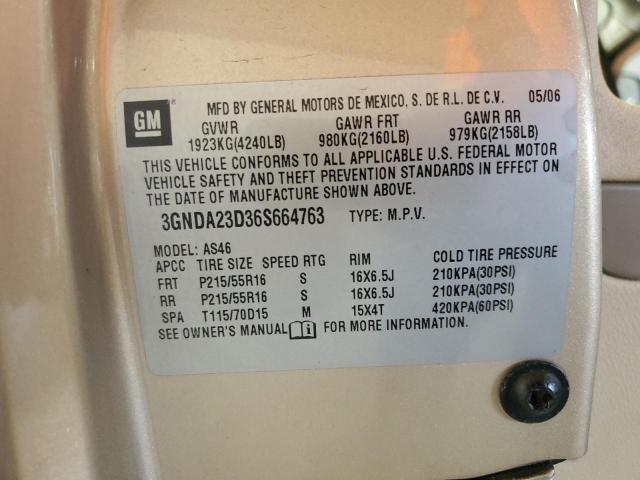 GM
MFD BY GENERAL MOTORS DE MEXICO, S. DE R.L. DE C.V. 05/06
GVWR GAWR FRT GAWR RR
1923KG(4240LB) 980KG(2160LB) 979KG(2158LB)
THIS VEHICLE CONFORMS TO ALL APPLICABLE U.S. FEDERAL MOTOR
VEHICLE SAFETY AND THEFT PREVENTION STANDARDS IN EFFECT ON
THE DATE OF MANUFACTURE SHOWN ABOVE.
3GNDA23D36S664763 TYPE: M.P.V.
MODEL: AS46
APCC TIRE SIZE SPEED RTG RIM COLD TIRE PRESSURE
FRT P215/55R16 S 16X6.5J 210KPA(30PSI)
RR P215/55R16 S 16X6.5J 210KPA(30PSI)
SPA T115/70D15 M 15X4T 420KPA(60PSI)
SEE OWNER'S MANUAL i FOR MORE INFORMATION.